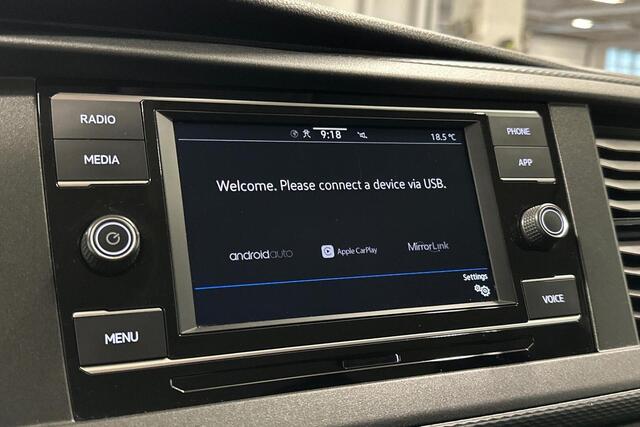 RADIO
MEDIA
MENU
9:18
18.5 °C
Welcome. Please connect a device via USB.
androidauto
Apple CarPlay
MirrorLink
Settings
PHONE
APP
VOICE